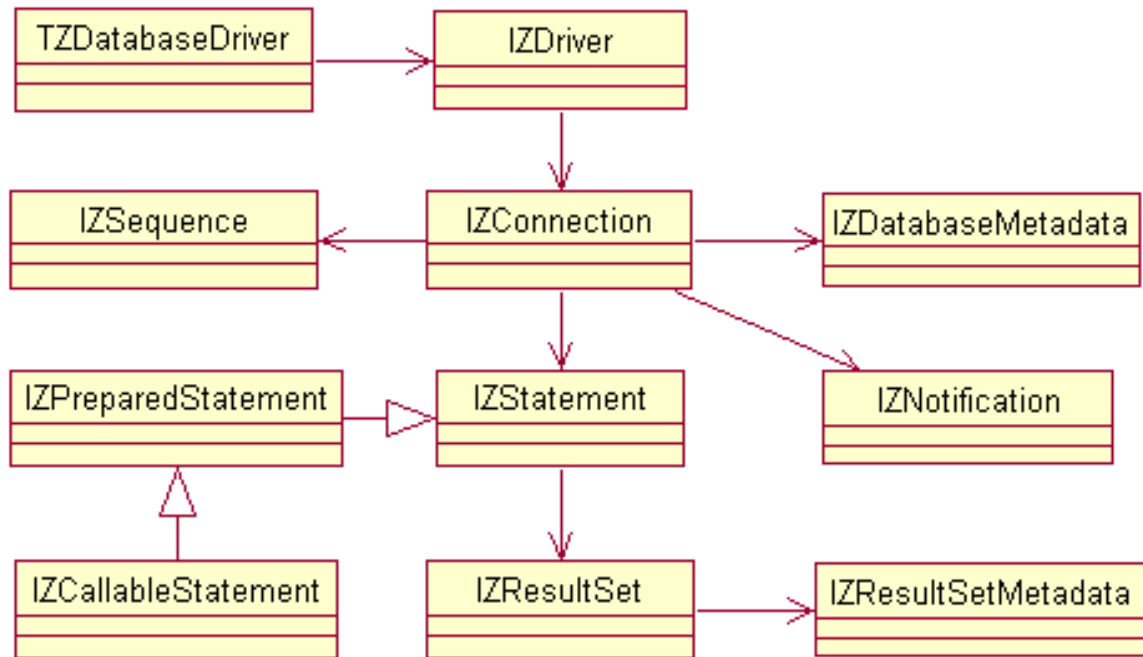 TZDatabaseDriver
IZDriver
IZSequence
IZConnection
IZDatabaseMetadata
IZPreparedStatement
IZStatement
IZNotification
IZCallableStatement
IZResultSet
IZResultSetMetadata